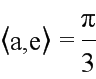 ⟨a,e⟩ = π/3